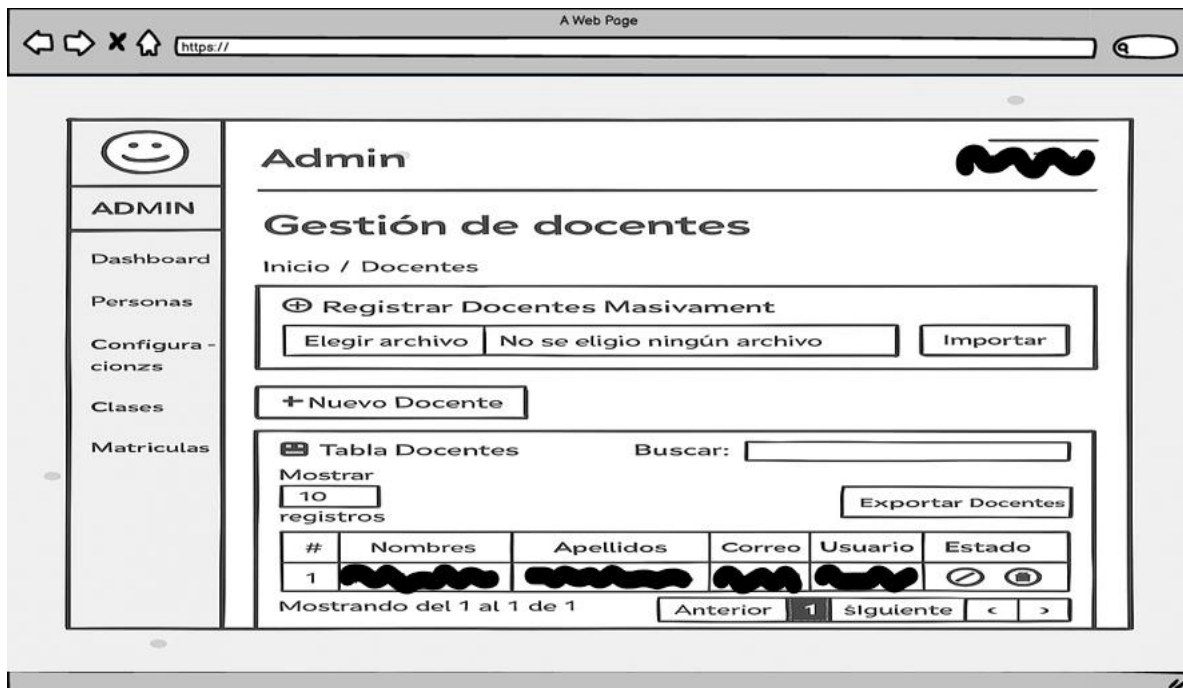 A Web Page
https://
ADMIN
Dashboard
Personas
Configura -
cionzs
Clases
Matriculas
Admin
Gestión de docentes
Inicio / Docentes
Registrar Docentes Masivament
Elegir archivo No se eligio ningún archivo Importar
+Nuevo Docente
Tabla Docentes Buscar:
Mostrar
10
registros
Exportar Docentes
# Nombres Apellidos Correo Usuario Estado
1
Mostrando del 1 al 1 de 1 Anterior 1 sIguiente < >